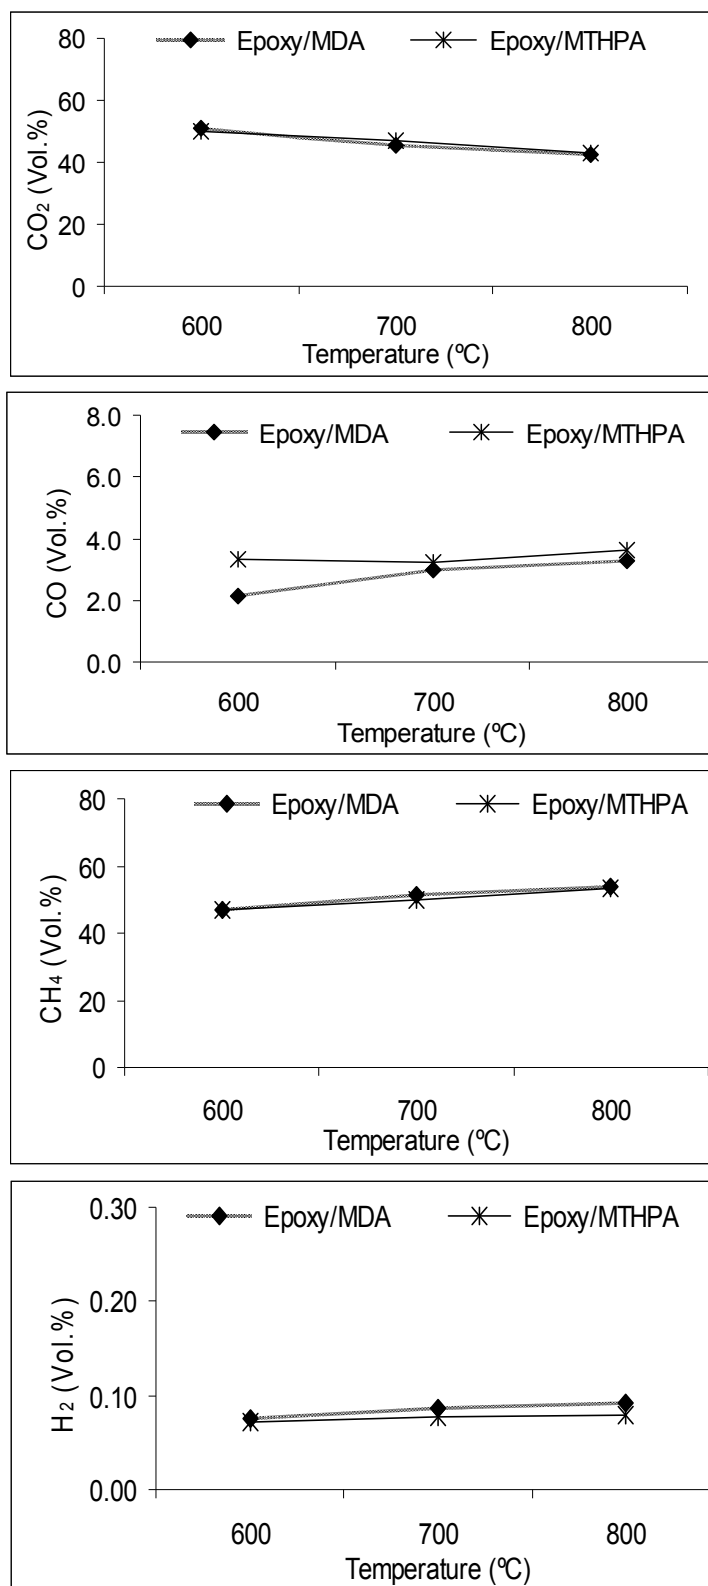 Epoxy/MDA Epoxy/MTHPA
80
60
40
20
0
CO₂ (Vol.%)
600 700 800
Temperature (ºC)
Epoxy/MDA Epoxy/MTHPA
8.0
6.0
4.0
2.0
0.0
CO (Vol.%)
600 700 800
Temperature (ºC)
Epoxy/MDA Epoxy/MTHPA
80
60
40
20
0
CH₄ (Vol.%)
600 700 800
Temperature (ºC)
Epoxy/MDA Epoxy/MTHPA
0.30
0.20
0.10
0.00
H₂ (Vol.%)
600 700 800
Temperature (ºC)